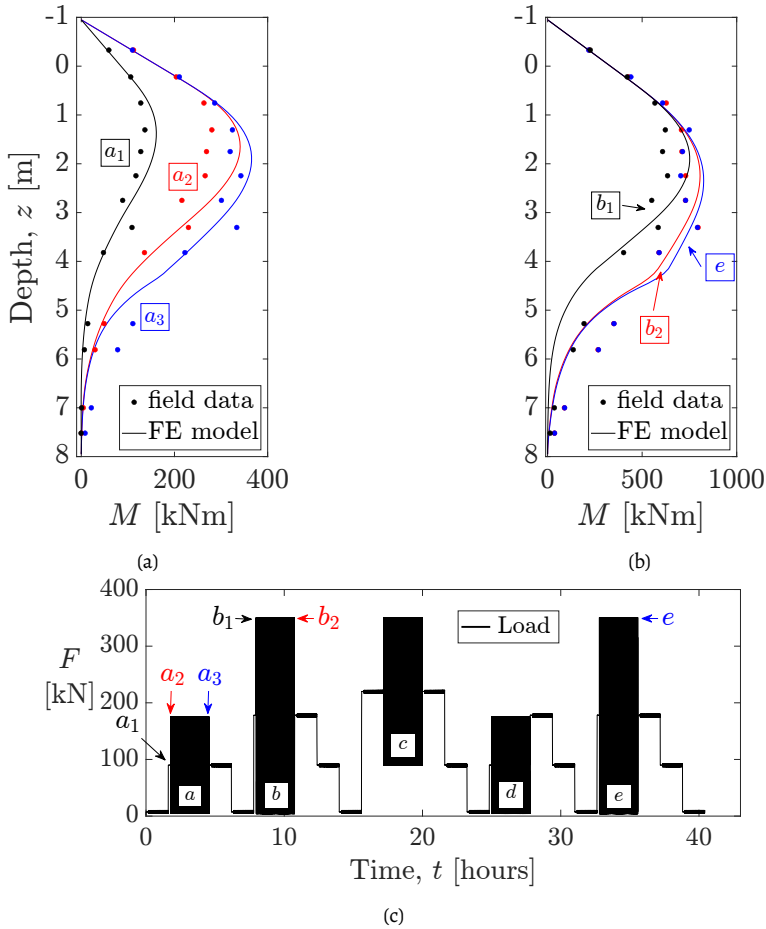 -1
0
1
2
3
4
5
6
7
8
Depth, z [m]
a₁
a₂
a₃
field data
FE model
0 200 400
M [kNm]
(a)
-1
0
1
2
3
4
5
6
7
8
b₁
e
b₂
field data
FE model
0 500 1000
M [kNm]
(b)
400
300
200
100
0
F
[kN]
b₁ b₂
Load
e
a₂ a₃
a₁
a b c d e
0 10 20 30 40
Time, t [hours]
(c)